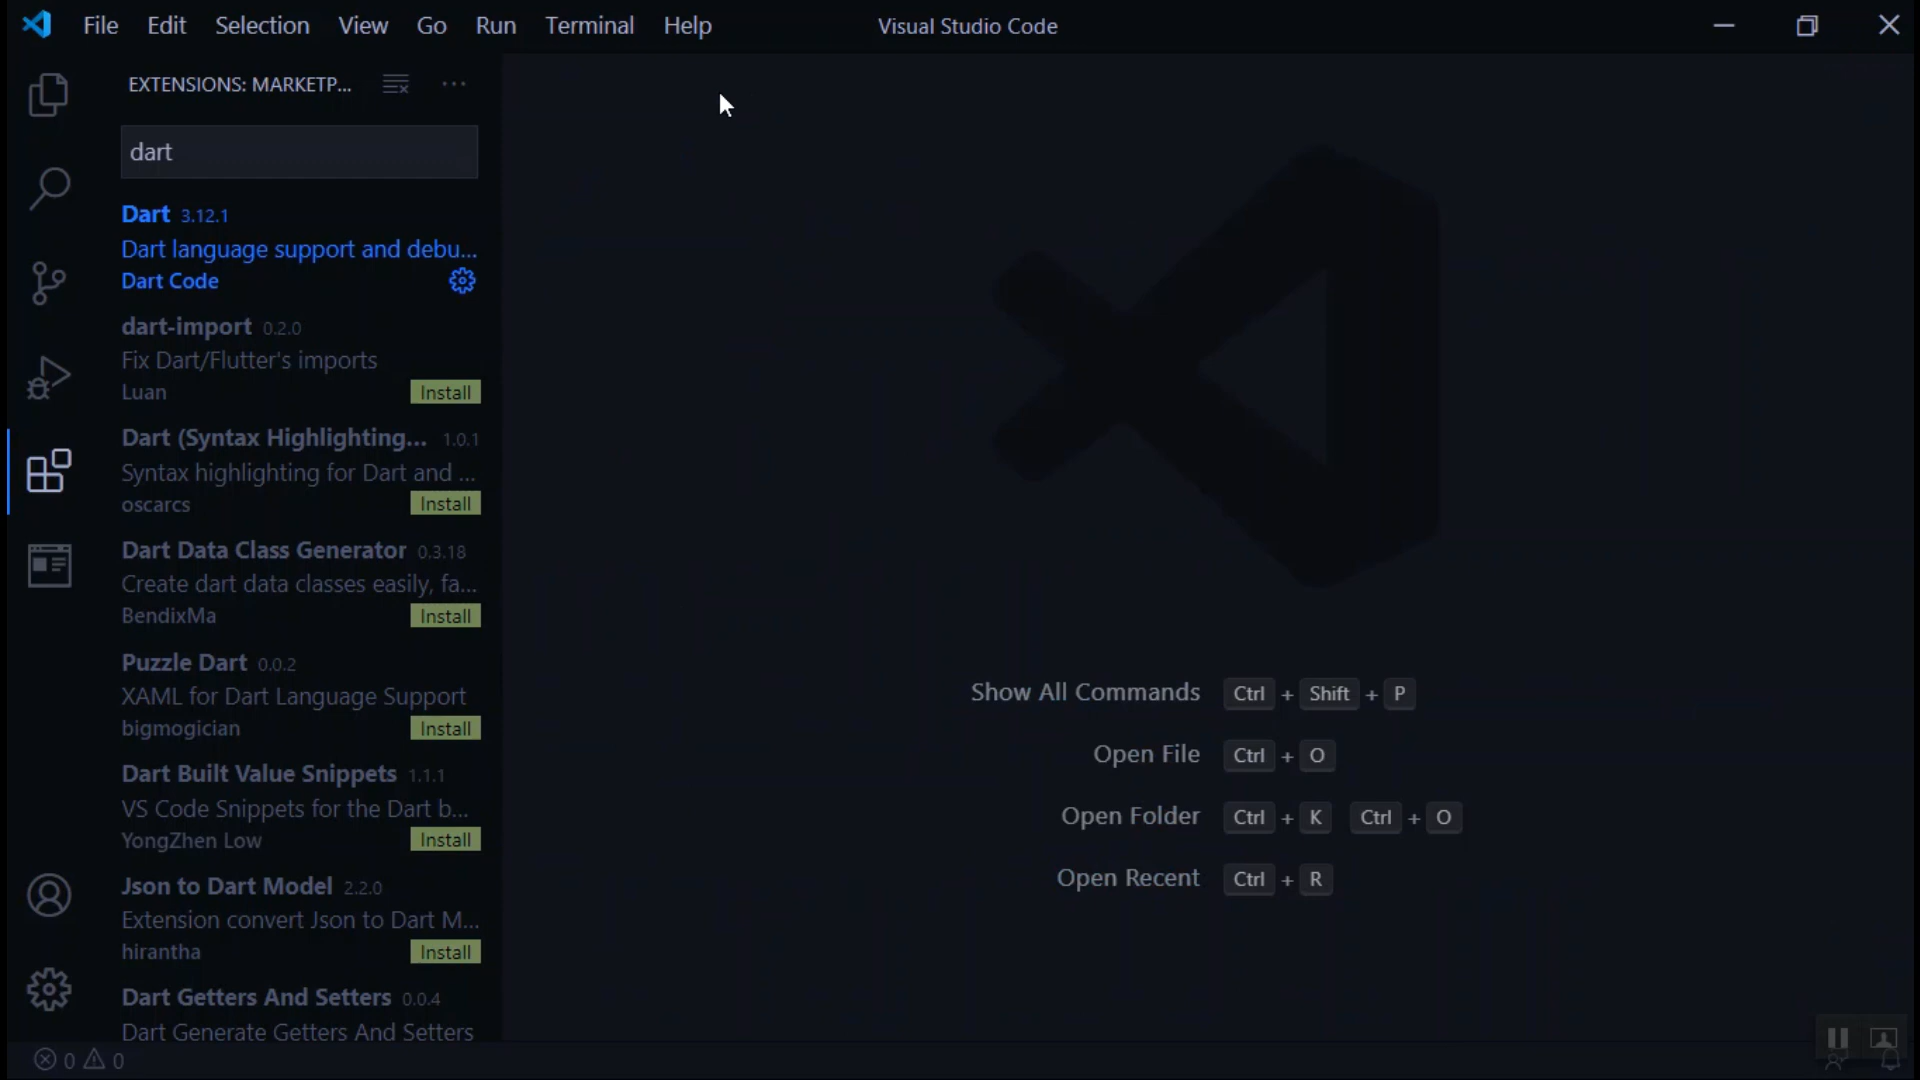 File Edit Selection View Go Run Terminal Help Visual Studio Code
EXTENSIONS: MARKETP...
dart
Dart 3.12.1
Dart language support and debu...
Dart Code
dart-import 0.2.0
Fix Dart/Flutter's imports
Luan Install
Dart (Syntax Highlighting... 1.0.1
Syntax highlighting for Dart and ...
oscarcs Install
Dart Data Class Generator 0.3.18
Create dart data classes easily, fa...
BendixMa Install
Puzzle Dart 0.0.2
XAML for Dart Language Support
bigmogician Install
Dart Built Value Snippets 1.1.1
VS Code Snippets for the Dart b...
YongZhen Low Install
Json to Dart Model 2.2.0
Extension convert Json to Dart M...
hirantha Install
Dart Getters And Setters 0.0.4
Dart Generate Getters And Setters
Show All Commands Ctrl + Shift + P
Open File Ctrl + O
Open Folder Ctrl + K Ctrl + O
Open Recent Ctrl + R
0 0